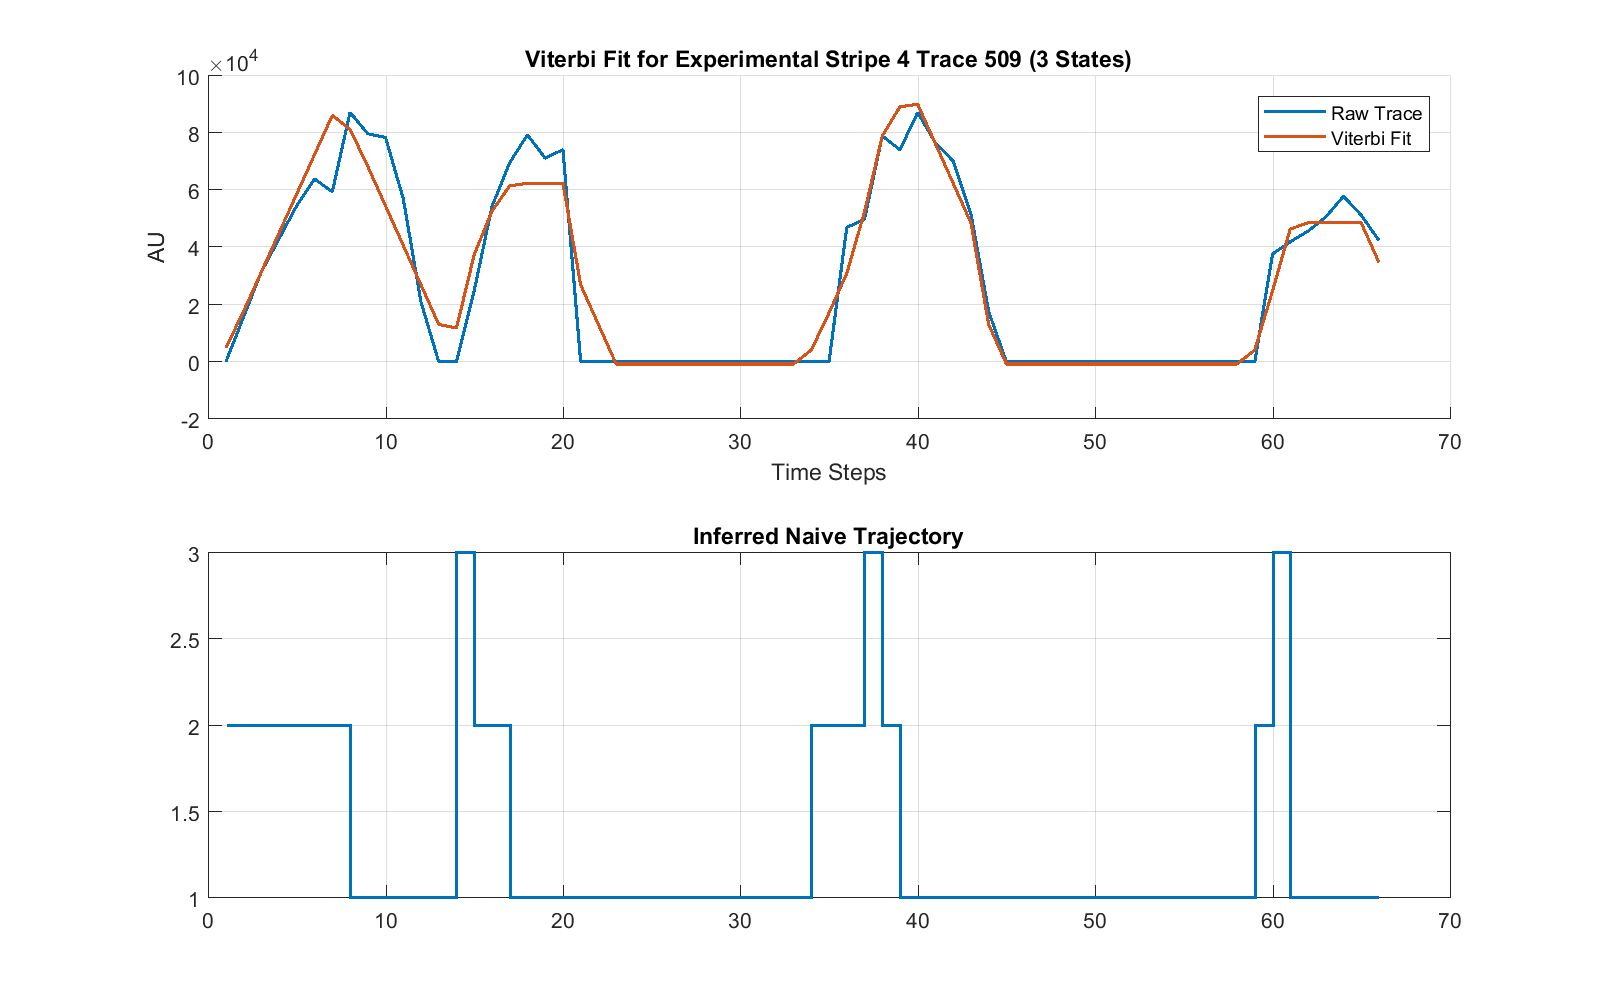 Viterbi Fit for Experimental Stripe 4 Trace 509 (3 States)
×10⁴
10
8
6
4
2
0
-2
AU
Raw Trace
Viterbi Fit
0 10 20 30 40 50 60 70
Time Steps
Inferred Naive Trajectory
3
2.5
2
1.5
1
0 10 20 30 40 50 60 70